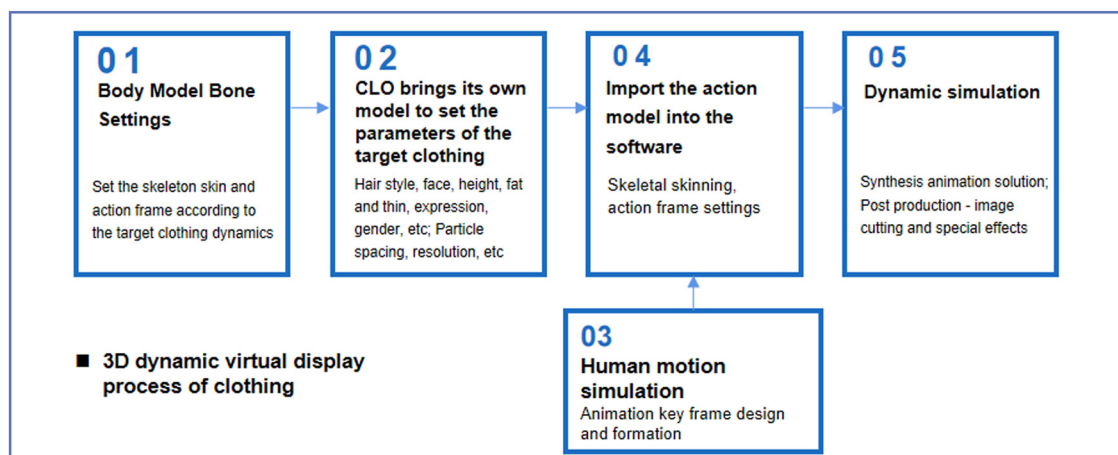 01
Body Model Bone
Settings
Set the skeleton skin and
action frame according to
the target clothing dynamics
02
CLO brings its own
model to set the
parameters of the
target clothing
Hair style, face, height, fat
and thin, expression,
gender, etc; Particle
spacing, resolution, etc
04
Import the action
model into the
software
Skeletal skinning,
action frame settings
05
Dynamic simulation
Synthesis animation solution;
Post production - image
cutting and special effects
03
Human motion
simulation
Animation key frame design
and formation
■ 3D dynamic virtual display
process of clothing